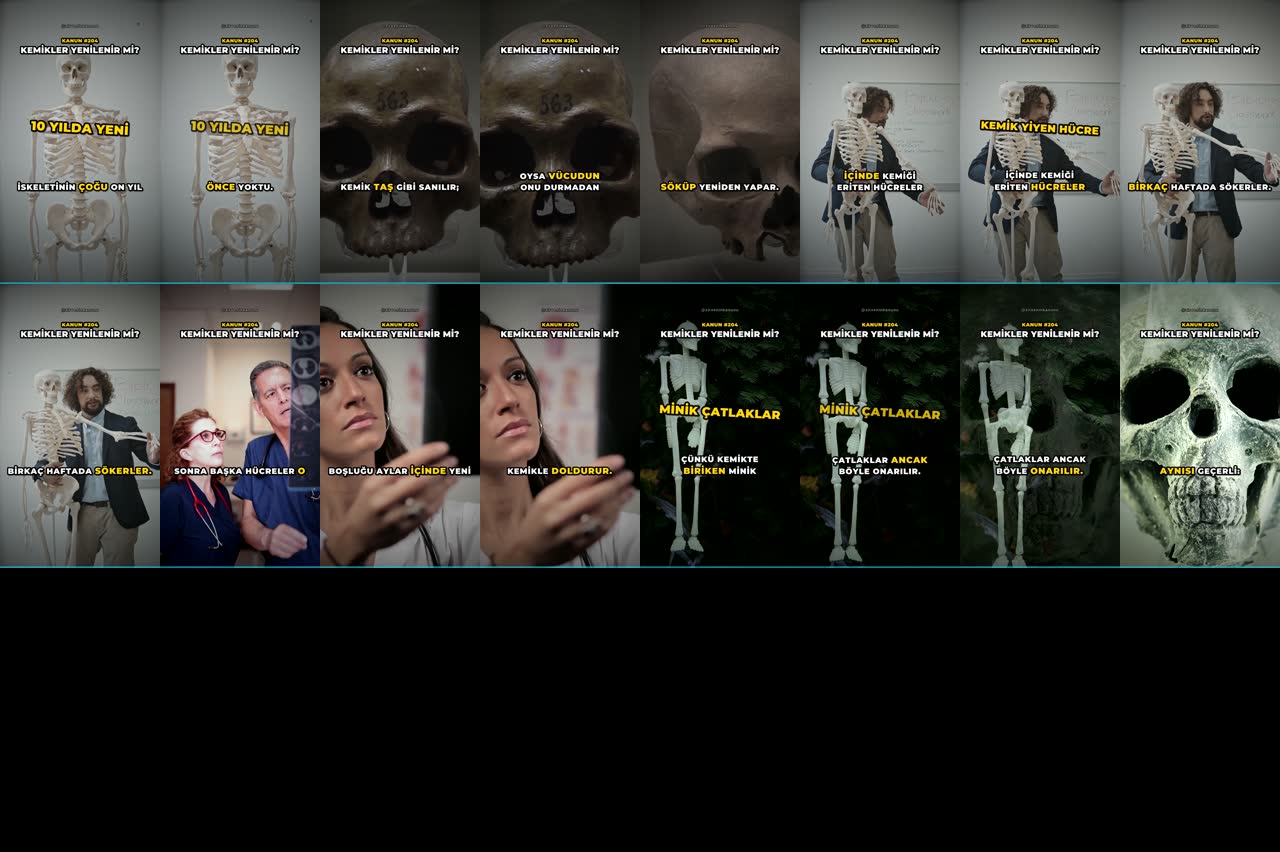 KANUN #204
KEMİKLER YENİLENİR Mİ?
10 YILDA YENİ
İSKELETİNİN ÇOĞU ON YIL
KANUN #204
KEMİKLER YENİLENİR Mİ?
10 YILDA YENİ
ÖNCE YOKTU.
KANUN #204
KEMİKLER YENİLENİR Mİ?
563
KEMİK TAŞ GİBİ SANILIR;
KANUN #204
KEMİKLER YENİLENİR Mİ?
563
OYSA VÜCUDUN
ONU DURMADAN
KANUN #204
KEMİKLER YENİLENİR Mİ?
SÖKÜP YENİDEN YAPAR.
KANUN #204
KEMİKLER YENİLENİR Mİ?
İÇİNDE KEMİĞİ
ERİTEN HÜCRELER
KANUN #204
KEMİKLER YENİLENİR Mİ?
KEMİK YİYEN HÜCRE
İÇİNDE KEMİĞİ
ERİTEN HÜCRELER
KANUN #204
KEMİKLER YENİLENİR Mİ?
BİRKAÇ HAFTADA SÖKERLER.
KANUN #204
KEMİKLER YENİLENİR Mİ?
BİRKAÇ HAFTADA SÖKERLER.
KANUN #204
KEMİKLER YENİLENİR Mİ?
SONRA BAŞKA HÜCRELER O
KANUN #204
KEMİKLER YENİLENİR Mİ?
BOŞLUĞU AYLAR İÇİNDE YENİ
KANUN #204
KEMİKLER YENİLENİR Mİ?
KEMİKLE DOLDURUR.
KANUN #204
KEMİKLER YENİLENİR Mİ?
MİNİK ÇATLAKLAR
ÇÜNKÜ KEMİKTE
BİRİKEN MİNİK
KANUN #204
KEMİKLER YENİLENİR Mİ?
MİNİK ÇATLAKLAR
ÇATLAKLAR ANCAK
BÖYLE ONARILIR.
KANUN #204
KEMİKLER YENİLENİR Mİ?
ÇATLAKLAR ANCAK
BÖYLE ONARILIR.
KANUN #204
KEMİKLER YENİLENİR Mİ?
AYNISI GEÇERLİ: